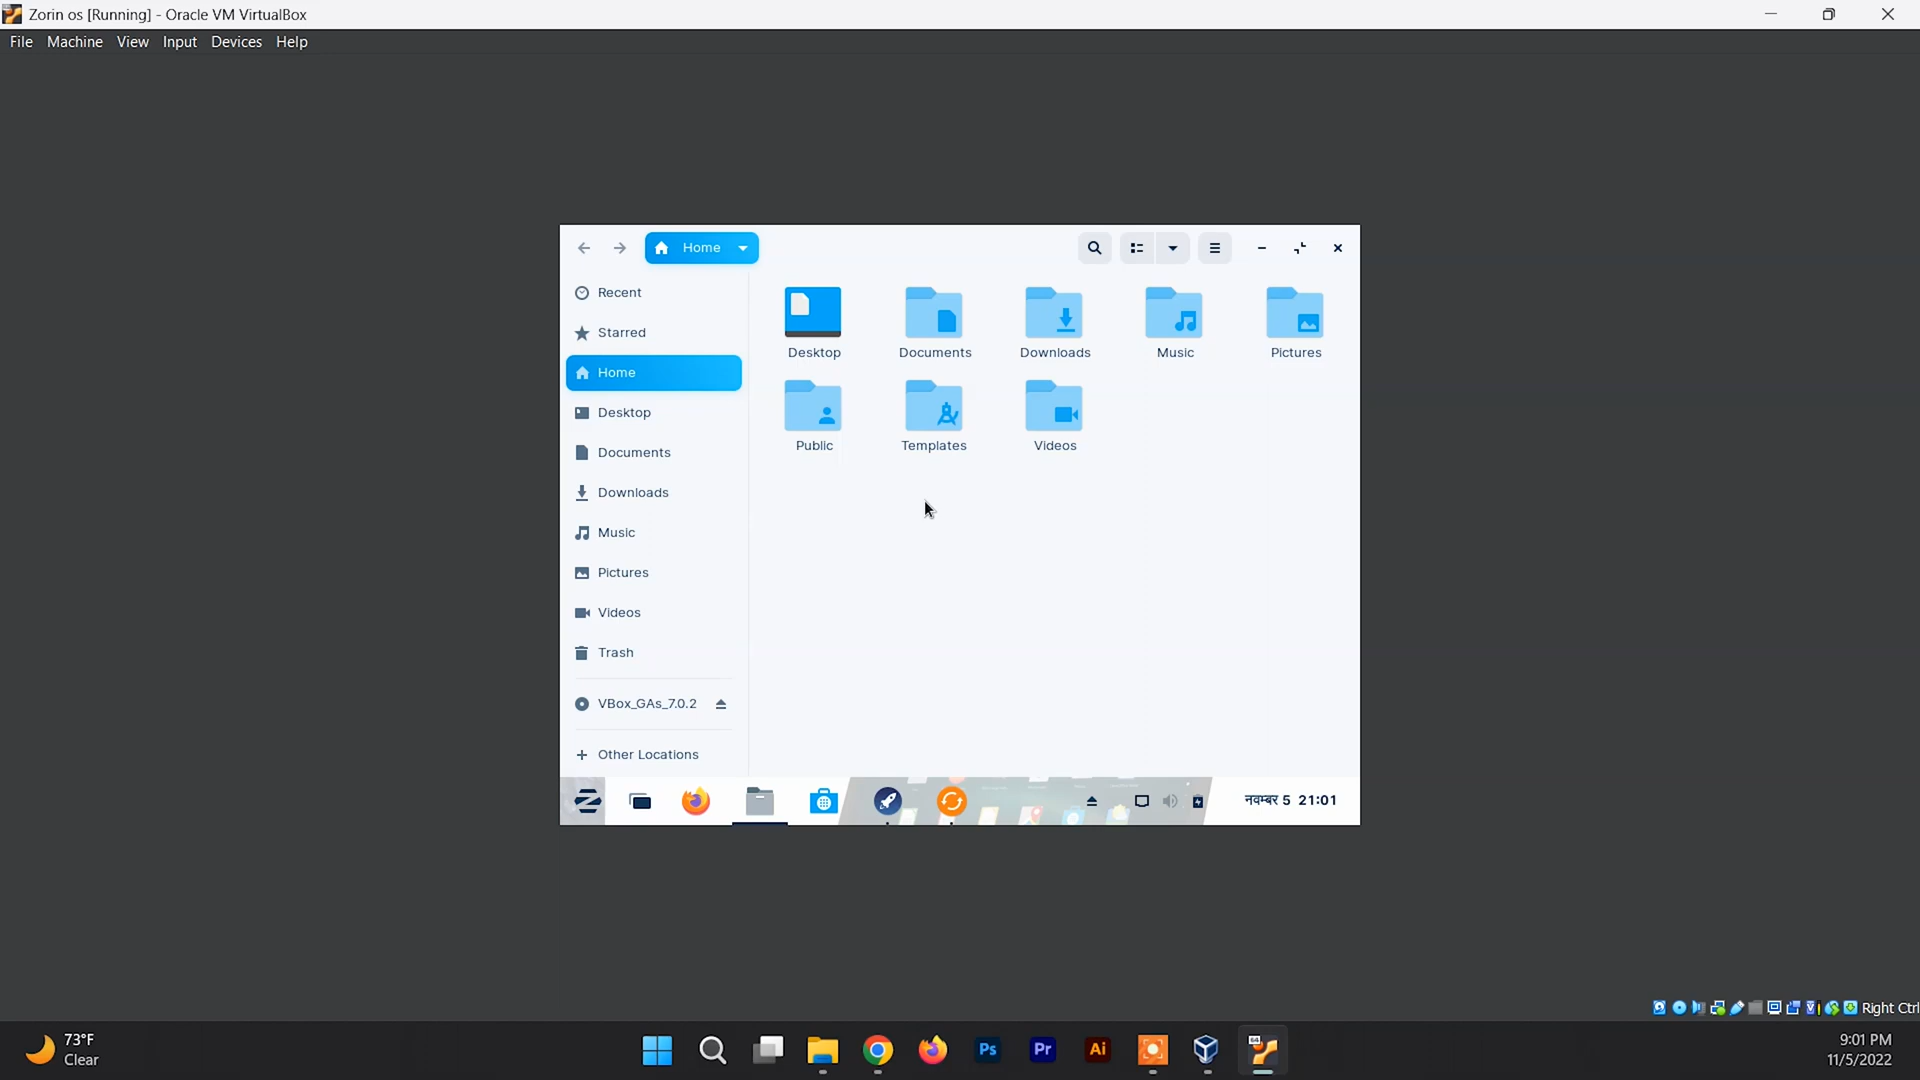 Zorin os [Running] - Oracle VM VirtualBox
File Machine View Input Devices Help
Home
Recent
Starred
Home
Desktop
Documents
Downloads
Music
Pictures
Videos
Trash
VBox_GAs_7.0.2
Other Locations
Desktop Documents Downloads Music Pictures
Public Templates Videos
नवम्बर 5 21:01
Right Ctrl
73°F
Clear
Ps Pr Ai 64
9:01 PM
11/5/2022